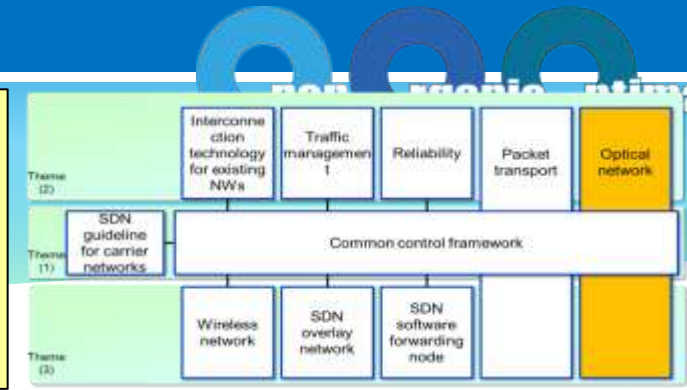 Interconne
ction
technology
for existing
NWs
Traffic
managemen
t
Reliability
Packet
transport
Optical
network
Theme
(2)
SDN
guideline
for carrier
networks
Theme
(1)
Common control framework
Wireless
network
SDN
overlay
network
SDN
software
forwarding
node
Theme
(3)